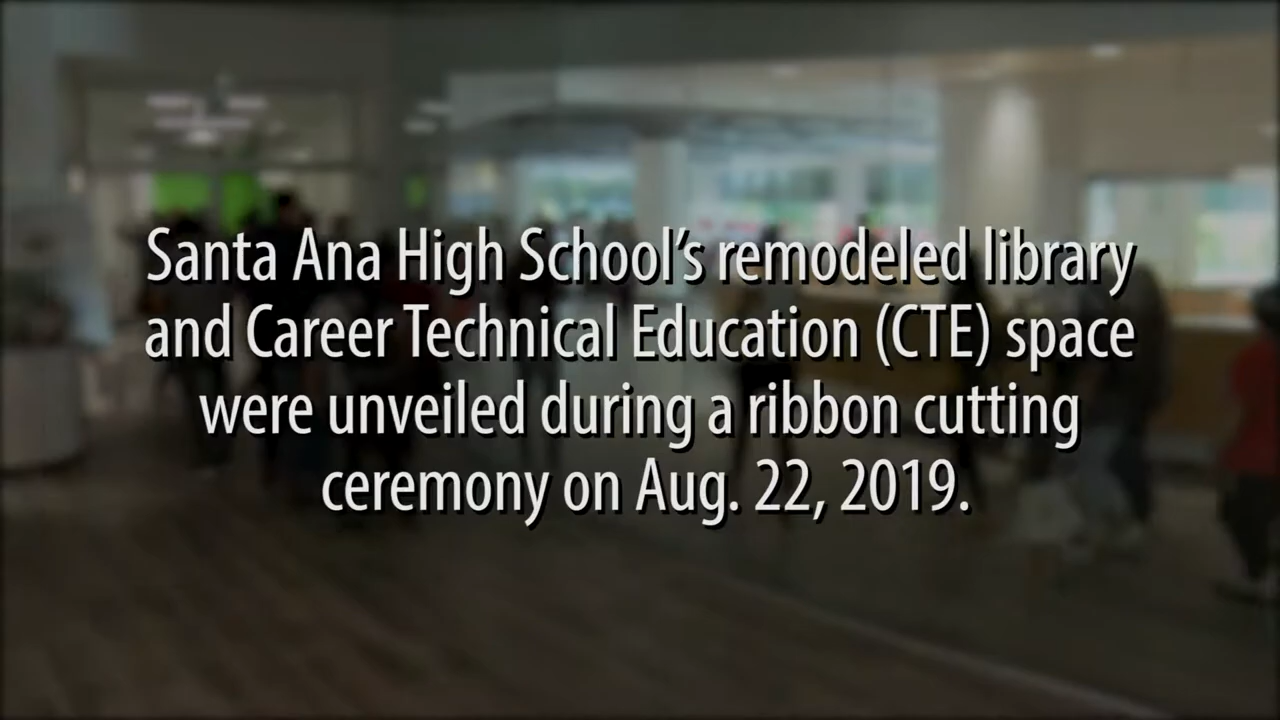 Santa Ana High School’s remodeled library
and Career Technical Education (CTE) space
were unveiled during a ribbon cutting
ceremony on Aug. 22, 2019.